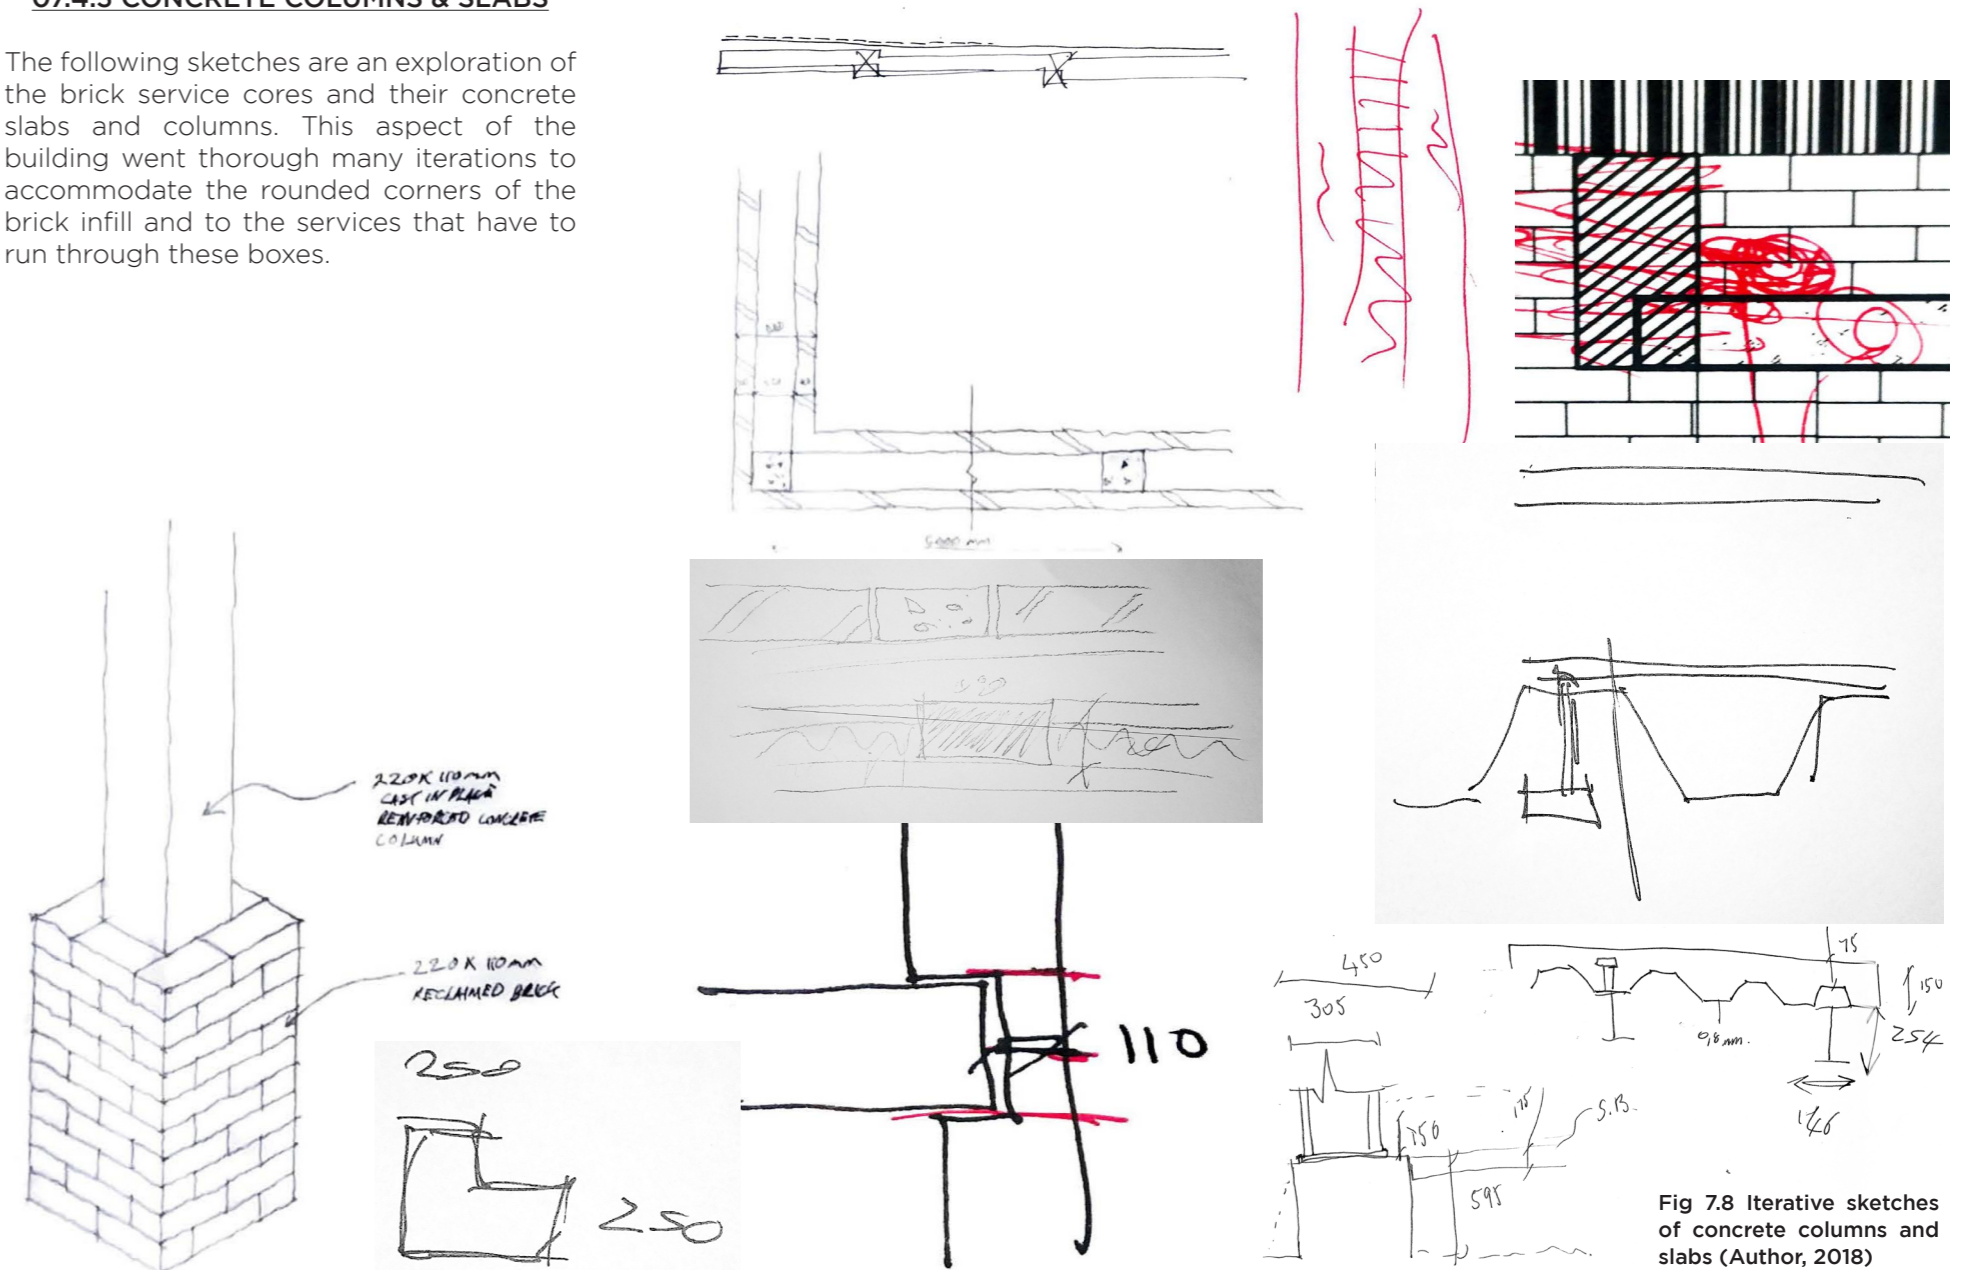 07.4.3 CONCRETE COLUMNS & SLABS
The following sketches are an exploration of
the brick service cores and their concrete
slabs and columns. This aspect of the
building went thorough many iterations to
accommodate the rounded corners of the
brick infill and to the services that have to
run through these boxes.
5000 mm
220 X 110mm
CAST IN PLACE
REINFORCED CONCRETE
COLUMN
220 X 110mm
RECLAIMED BRICK
250
250
110
450
305
150
175
S.B.
595
75
150
254
0,8 mm.
146
Fig 7.8 Iterative sketches
of concrete columns and
slabs (Author, 2018)